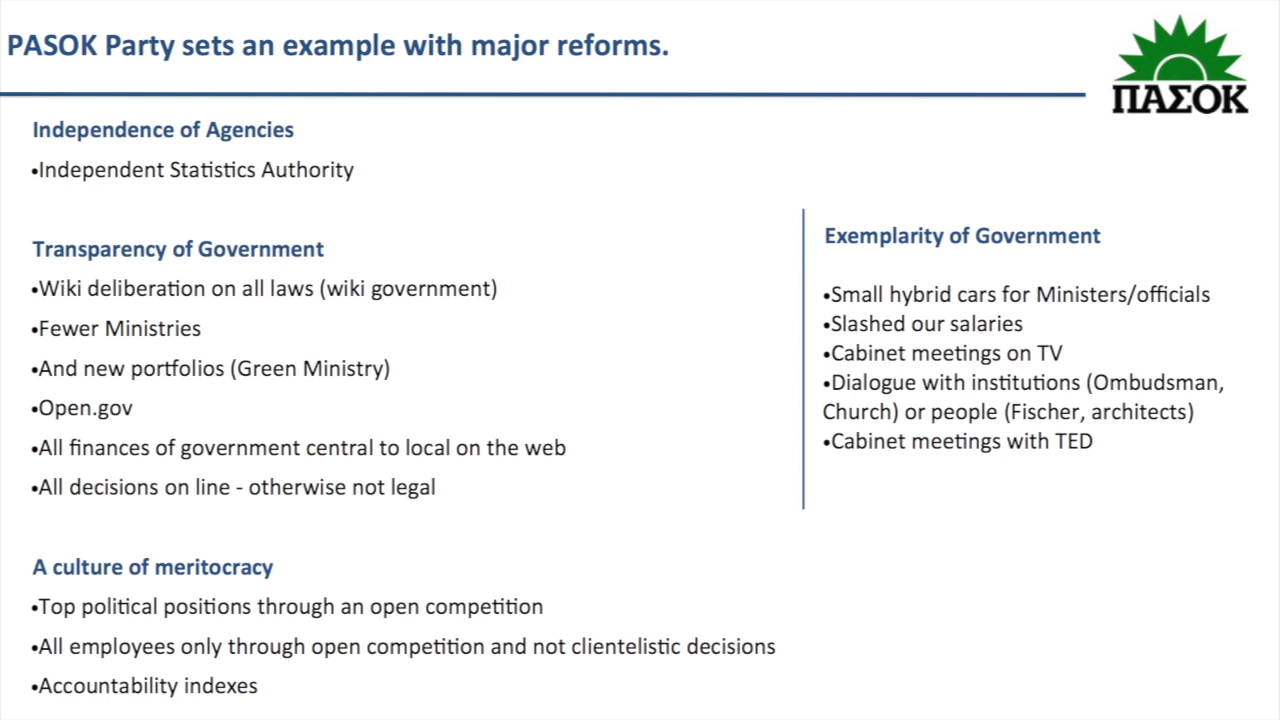 PASOK Party sets an example with major reforms.
ΠΑΣΟΚ
Independence of Agencies
•Independent Statistics Authority
Transparency of Government
•Wiki deliberation on all laws (wiki government)
•Fewer Ministries
•And new portfolios (Green Ministry)
•Open.gov
•All finances of government central to local on the web
•All decisions on line - otherwise not legal
A culture of meritocracy
•Top political positions through an open competition
•All employees only through open competition and not clientelistic decisions
•Accountability indexes
Exemplarity of Government
•Small hybrid cars for Ministers/officials
•Slashed our salaries
•Cabinet meetings on TV
•Dialogue with institutions (Ombudsman,
Church) or people (Fischer, architects)
•Cabinet meetings with TED